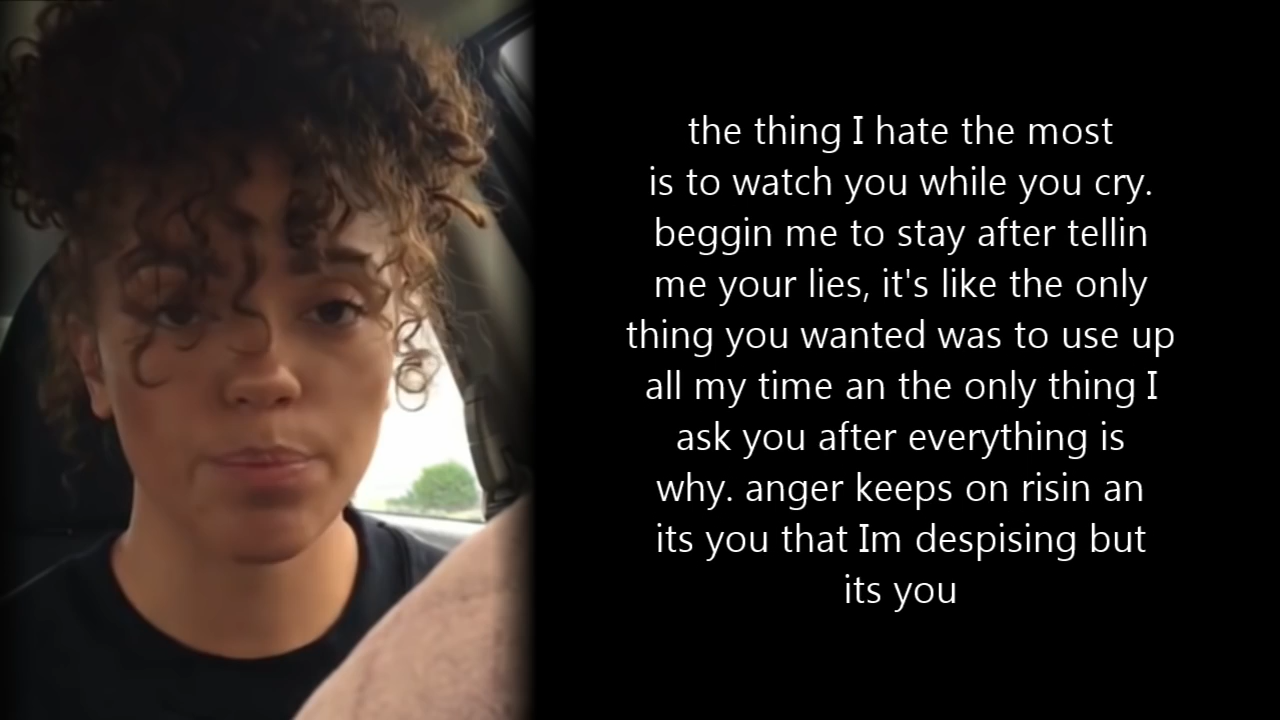 the thing I hate the most
is to watch you while you cry.
beggin me to stay after tellin
me your lies, it's like the only
thing you wanted was to use up
all my time an the only thing I
ask you after everything is
why. anger keeps on risin an
its you that Im despising but
its you